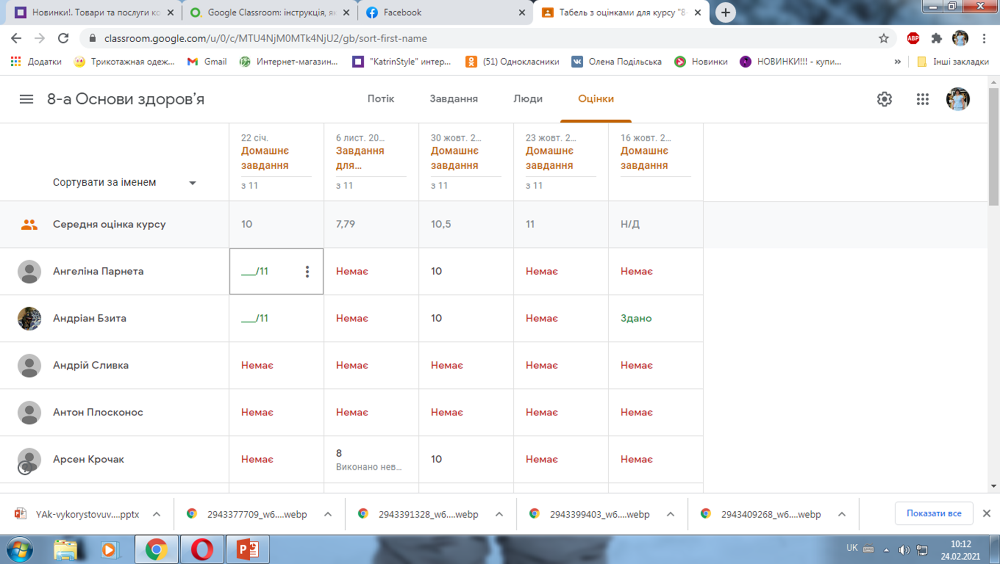 Новинки!. Товари та послуги ко
Google Classroom: інструкція, як
Facebook
Табель з оцінками для курсу "8-
classroom.google.com/u/0/c/MTU4NjM0MTk4NjU2/gb/sort-first-name
ABP
Додатки
Трикотажная одеж...
Gmail
Интернет-магазин...
"KatrinStyle" интер...
(51) Однокласники
Олена Подільська
Новинки
НОВИНКИ!!! - купи...
»
Інші закладки
8-а Основи здоров’я
Потік
Завдання
Люди
Оцінки
Сортувати за іменем
22 січ.
Домашнє
завдання
з 11
6 лист. 20...
Завдання
для...
з 11
30 жовт. 2...
Домашнє
завдання
з 11
23 жовт. 2...
Домашнє
завдання
з 11
16 жовт. 2...
Домашнє
завдання
Середня оцінка курсу 10 7,79 10,5 11 Н/Д
Ангеліна Парнета ___/11 Немає 10 Немає Немає
Андріан Бзита ___/11 Немає 10 Немає Здано
Андрій Сливка Немає Немає Немає Немає Немає
Антон Плосконос Немає Немає Немає Немає Немає
Арсен Крочак Немає 8 10 Немає Немає
Виконано нев...
YAk-vykorystovuv....pptx
2943377709_w6....webp
2943391328_w6....webp
2943399403_w6....webp
2943409268_w6....webp
Показати все
UK
10:12
24.02.2021